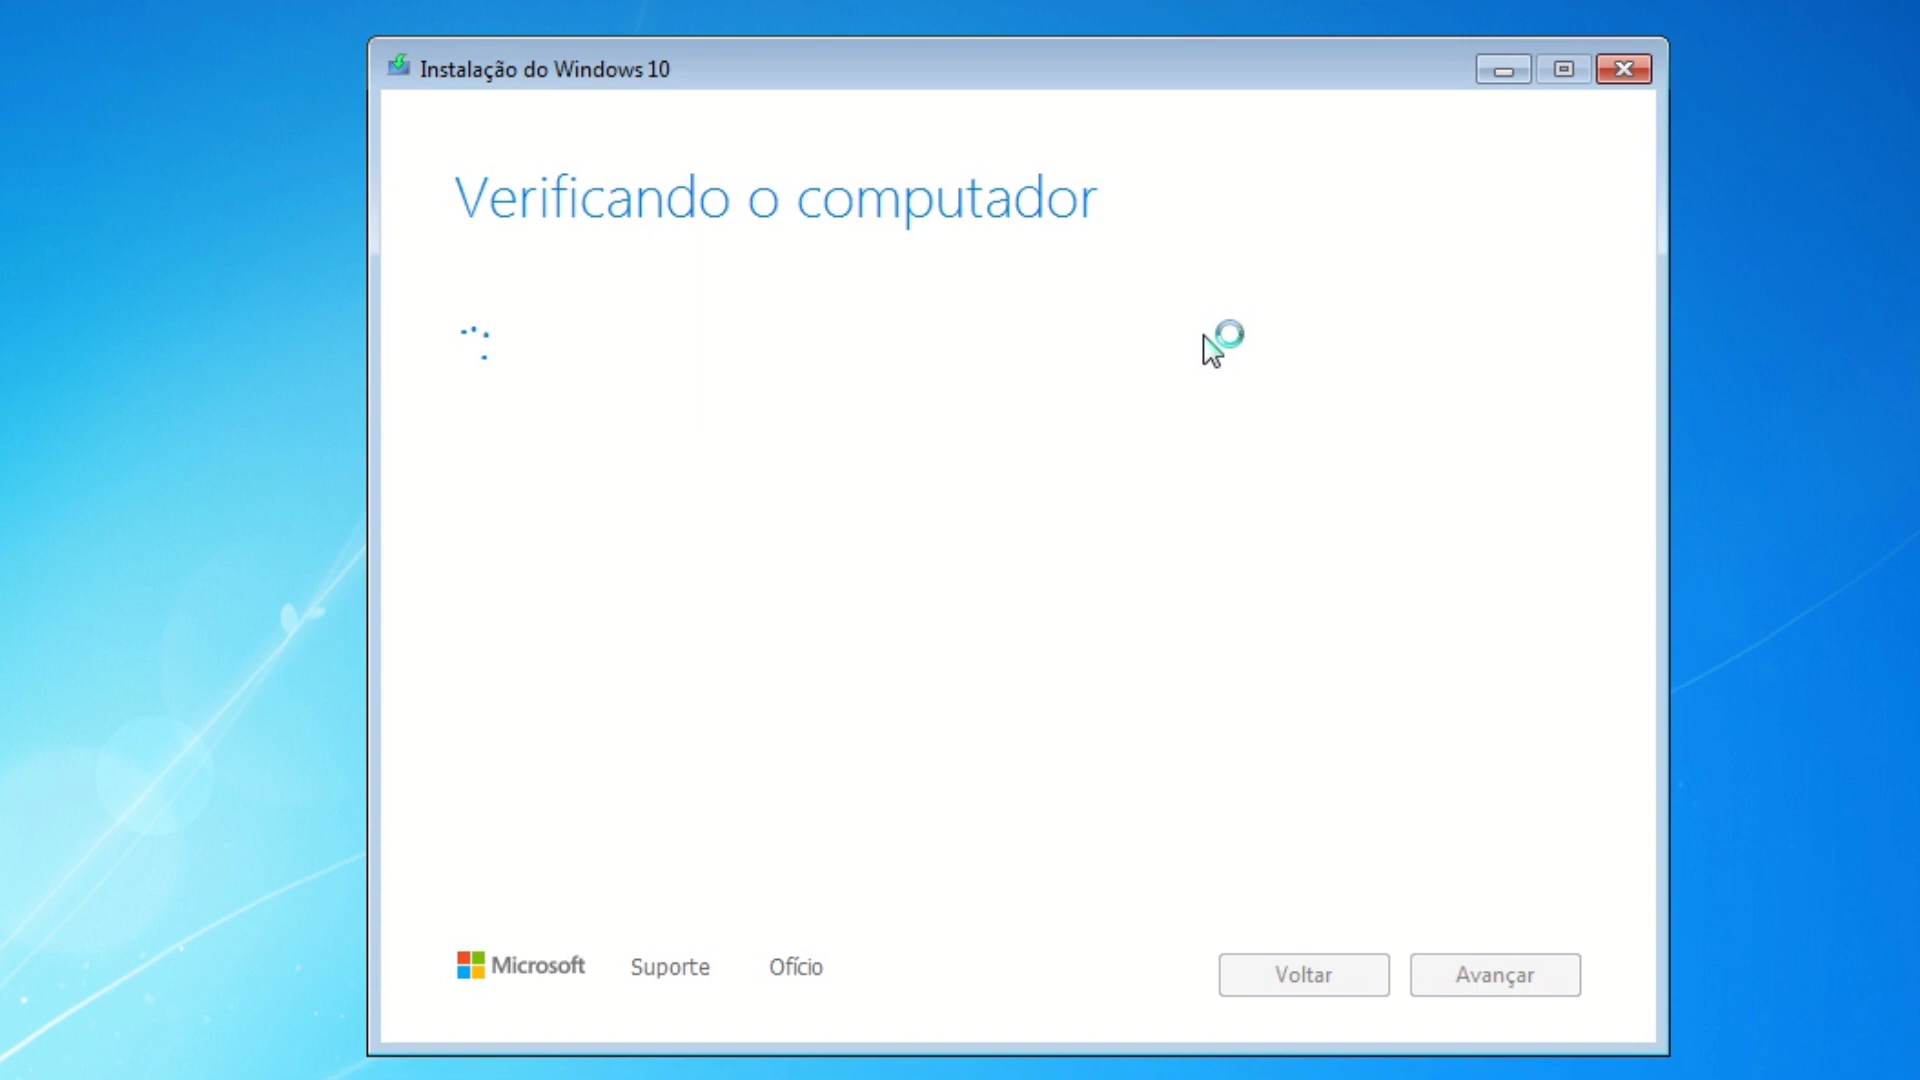 Instalação do Windows 10
Verificando o computador
Microsoft Suporte Ofício
Voltar Avançar